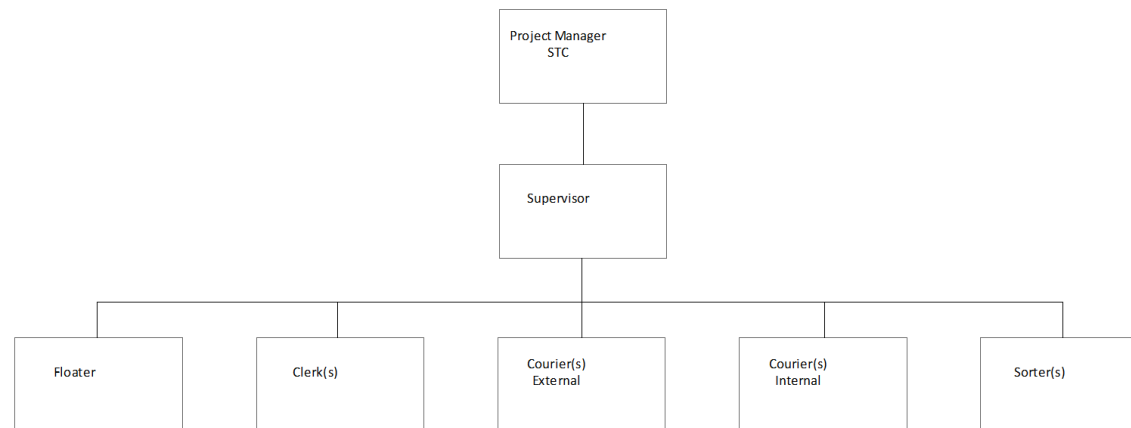 Project Manager
STC
Supervisor
Floater
Clerk(s)
Courier(s)
External
Courier(s)
Internal
Sorter(s)